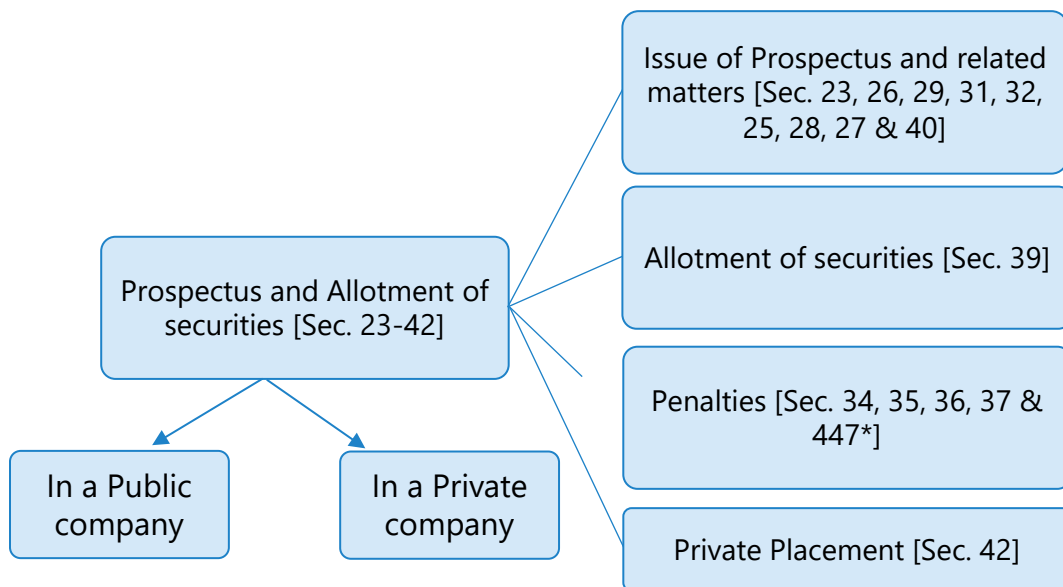 Issue of Prospectus and related
matters [Sec. 23, 26, 29, 31, 32,
25, 28, 27 & 40]
Allotment of securities [Sec. 39]
Prospectus and Allotment of
securities [Sec. 23-42]
Penalties [Sec. 34, 35, 36, 37 &
447*]
In a Public
company
In a Private
company
Private Placement [Sec. 42]